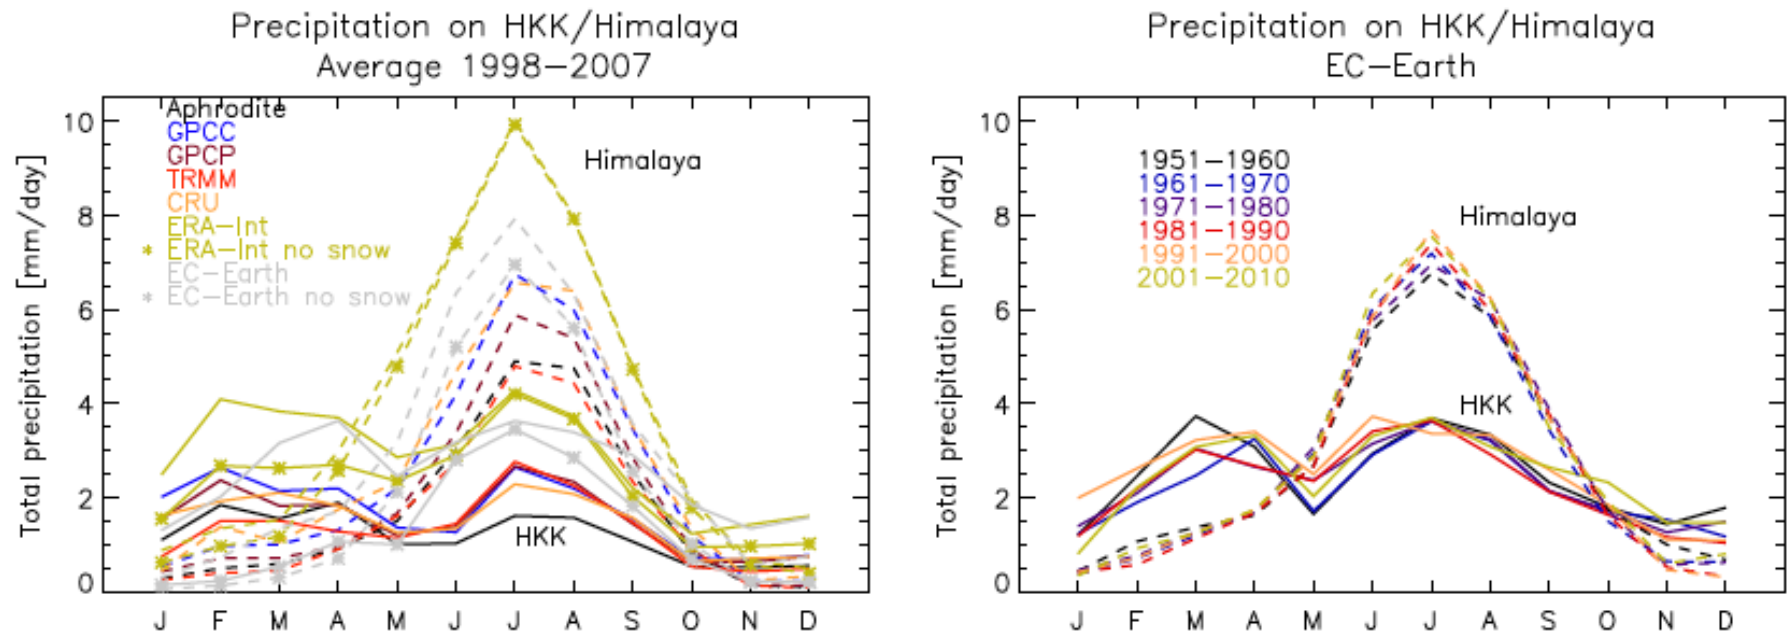 Precipitation on HKK/Himalaya
Average 1998-2007
Total precipitation [mm/day]
10
8
6
4
2
0
Aphrodite
GPCC
GPCP
TRMM
CRU
ERA-Int
* ERA-Int no snow
EC-Earth
* EC-Earth no snow
Himalaya
HKK
J F M A M J J A S O N D
Precipitation on HKK/Himalaya
EC-Earth
Total precipitation [mm/day]
10
8
6
4
2
0
1951-1960
1961-1970
1971-1980
1981-1990
1991-2000
2001-2010
Himalaya
HKK
J F M A M J J A S O N D